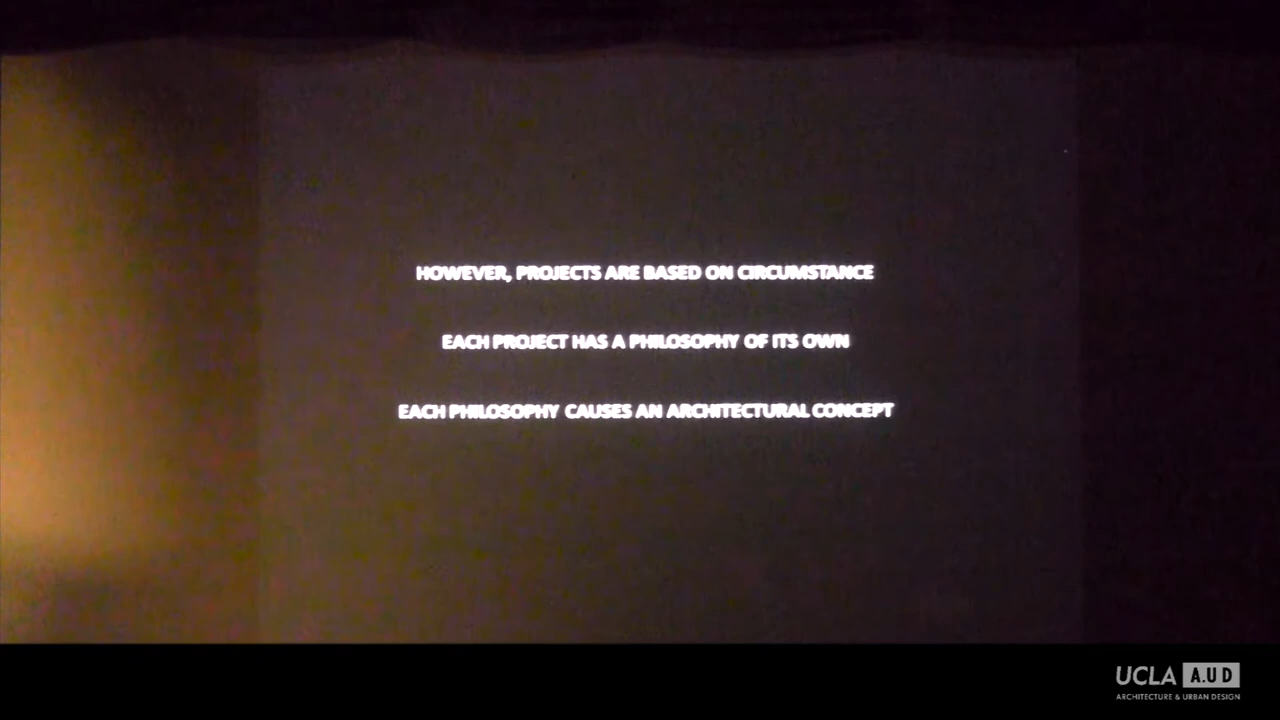 HOWEVER, PROJECTS ARE BASED ON CIRCUMSTANCE
EACH PROJECT HAS A PHILOSOPHY OF ITS OWN
EACH PHILOSOPHY CAUSES AN ARCHITECTURAL CONCEPT
UCLA A.UD
ARCHITECTURE & URBAN DESIGN